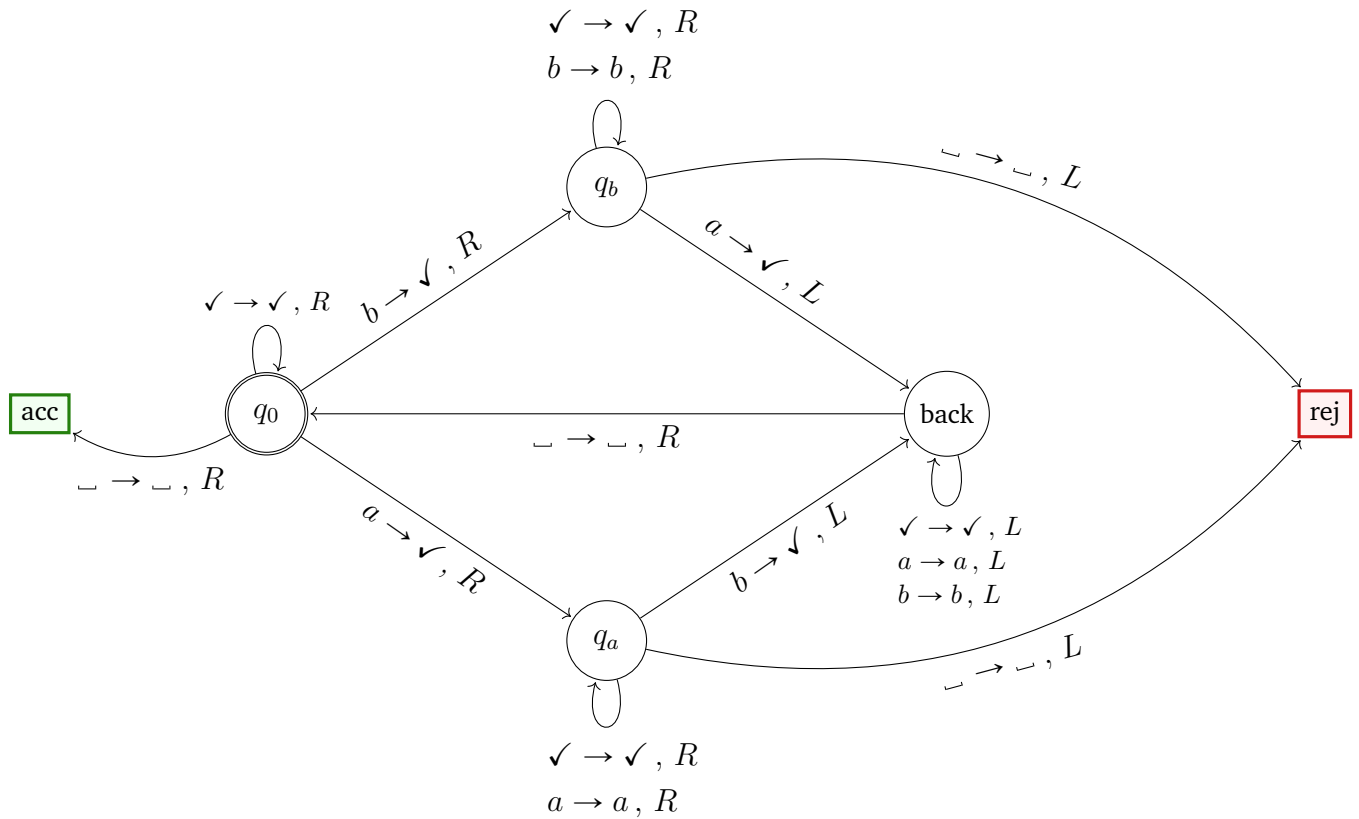 ✓ → ✓ , R
b → b , R
␣ → ␣ , L
q_b
a → ✓ , L
b → ✓ , R
✓ → ✓ , R
acc
q_0
back
rej
␣ → ␣ , R
␣ → ␣ , R
a → ✓ , R
b → ✓ , L
✓ → ✓ , L
a → a , L
b → b , L
q_a
␣ → ␣ , L
✓ → ✓ , R
a → a , R